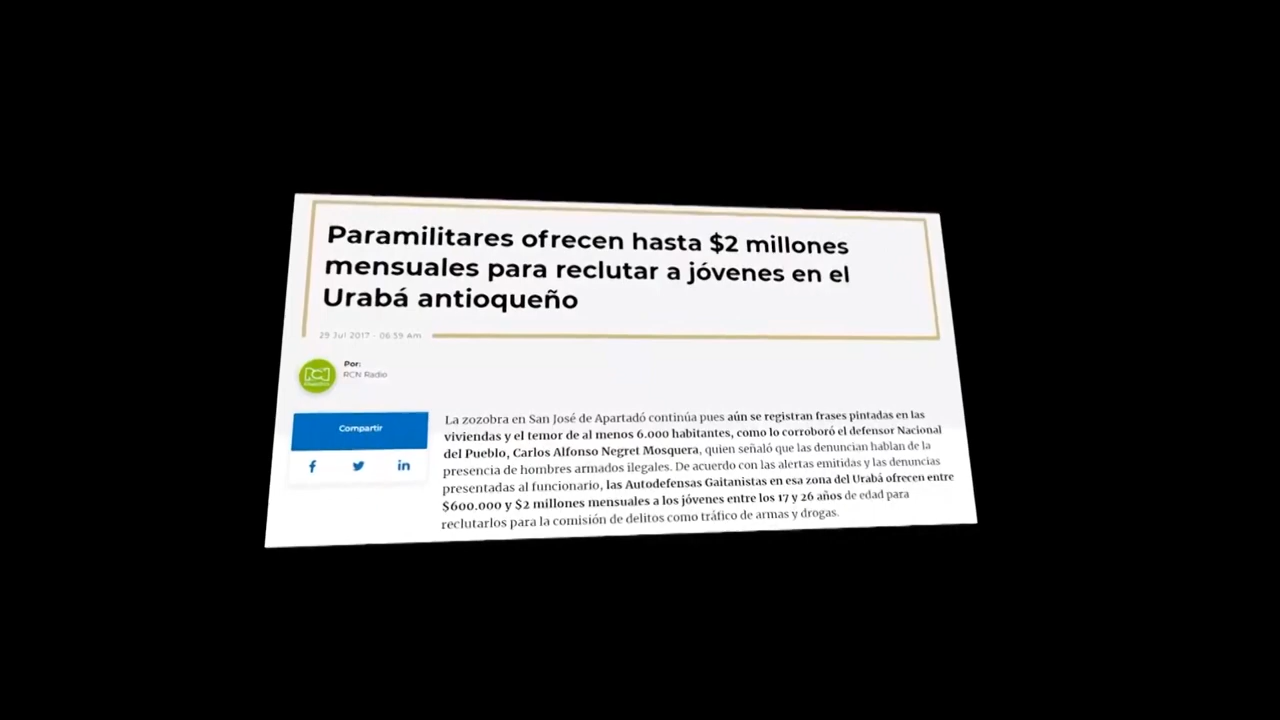 Paramilitares ofrecen hasta $2 millones
mensuales para reclutar a jóvenes en el
Urabá antioqueño
29 Jul 2017 - 06:39 Am
Por:
RCN Radio
Compartir
La zozobra en San José de Apartadó continúa pues aún se registran frases pintadas en las
viviendas y el temor de al menos 6.000 habitantes, como lo corroboró el defensor Nacional
del Pueblo, Carlos Alfonso Negret Mosquera, quien señaló que las denuncian hablan de la
presencia de hombres armados ilegales. De acuerdo con las alertas emitidas y las denuncias
presentadas al funcionario, las Autodefensas Gaitanistas en esa zona del Urabá ofrecen entre
$600.000 y $2 millones mensuales a los jóvenes entre los 17 y 26 años de edad para
reclutarlos para la comisión de delitos como tráfico de armas y drogas.